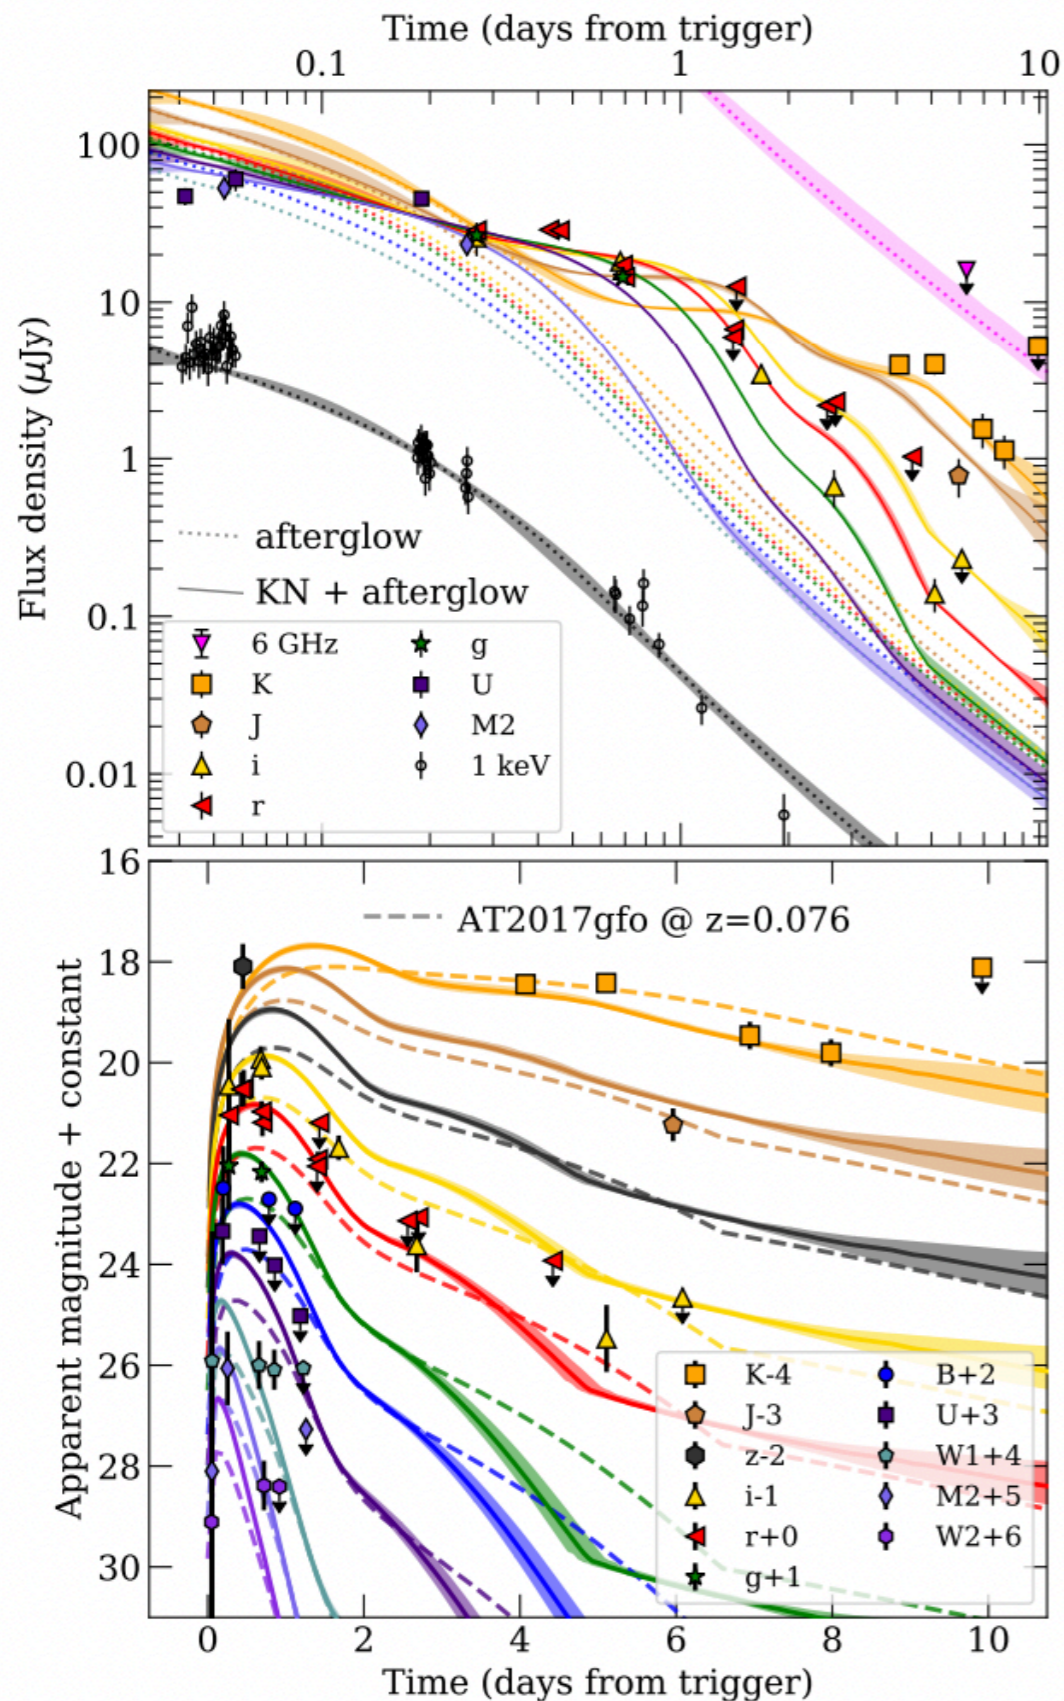 Time (days from trigger)
0.1 1 10
100
10
1
0.1
0.01
Flux density (μJy)
afterglow
KN + afterglow
6 GHz
K
J
i
r
g
U
M2
1 keV
16
18
20
22
24
26
28
30
Apparent magnitude + constant
AT2017gfo @ z=0.076
K-4
J-3
z-2
i-1
r+0
g+1
B+2
U+3
W1+4
M2+5
W2+6
0 2 4 6 8 10
Time (days from trigger)